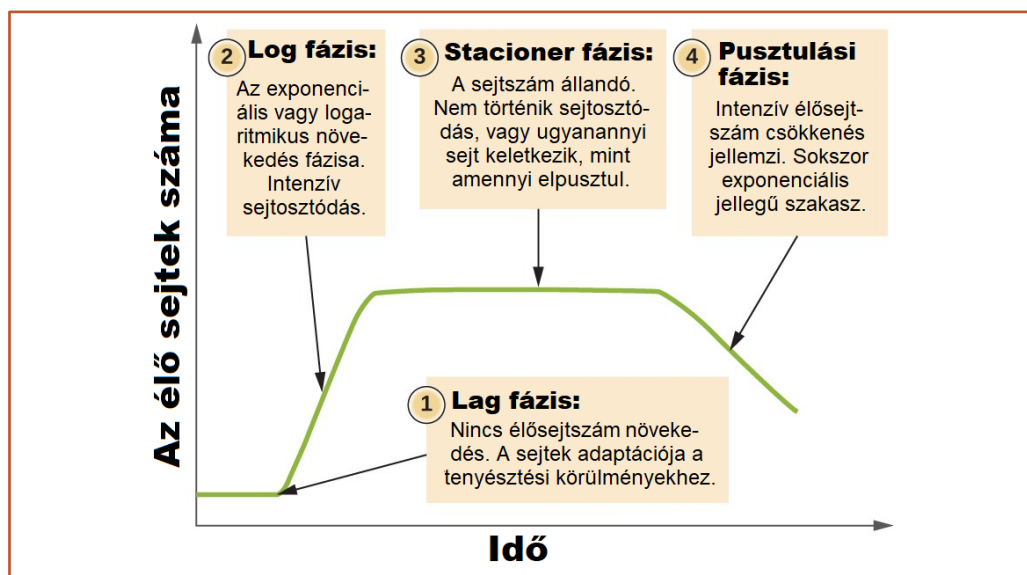 2 Log fázis:
Az exponenci-
ális vagy loga-
ritmikus növe-
kedés fázisa.
Intenzív
sejtosztódás.
3 Stacioner fázis:
A sejtszám állandó.
Nem történik sejtosztó-
dás, vagy ugyanannyi
sejt keletkezik, mint
amennyi elpusztul.
4 Pusztulási
fázis:
Intenzív élősejt-
szám csökkenés
jellemzi. Sokszor
exponenciális
jellegű szakasz.
1 Lag fázis:
Nincs élősejtszám növeke-
dés. A sejtek adaptációja a
tenyésztési körülményekhez.
Az élő sejtek száma
Idő